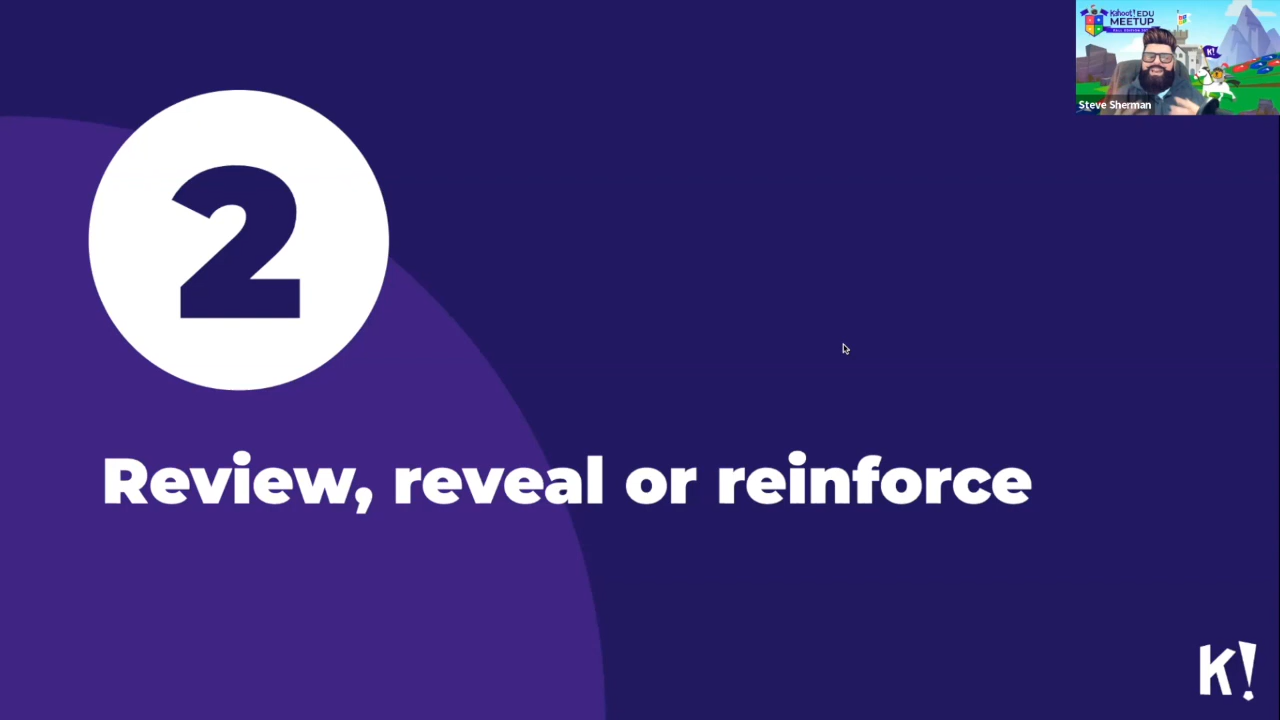 Kahoot! EDU
MEETUP
K!
Steve Sherman
2
Review, reveal or reinforce
K!